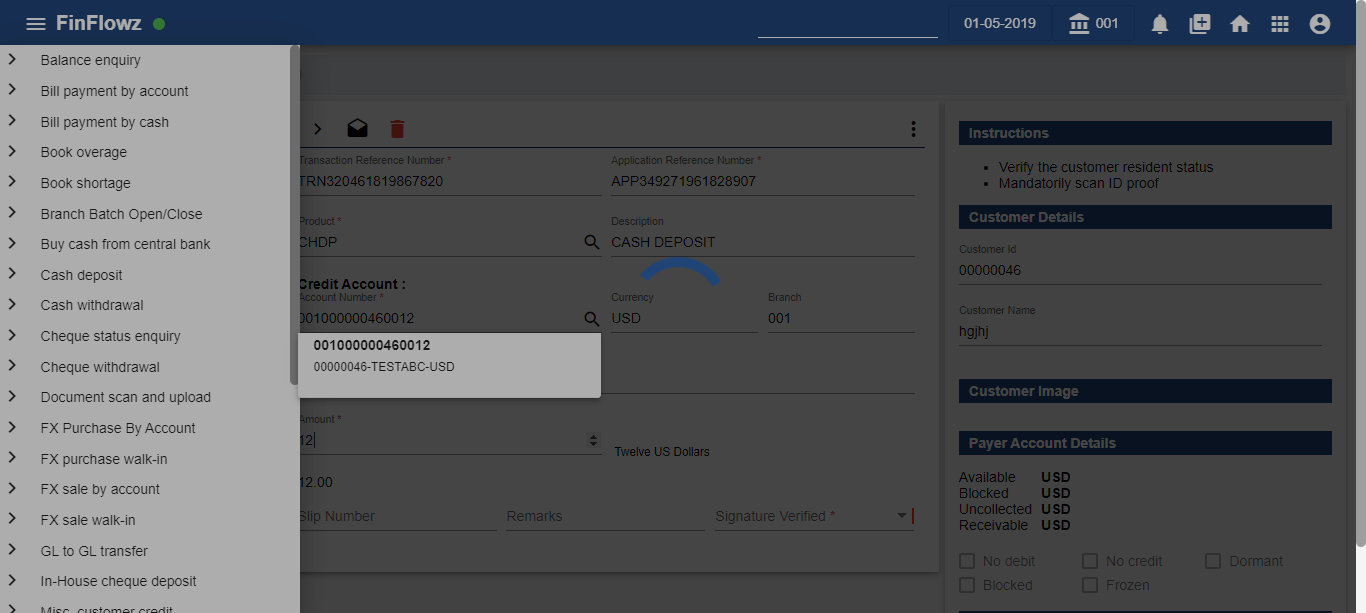 FinFlowz
01-05-2019
001
Balance enquiry
Bill payment by account
Bill payment by cash
Book overage
Book shortage
Branch Batch Open/Close
Buy cash from central bank
Cash deposit
Cash withdrawal
Cheque status enquiry
Cheque withdrawal
Document scan and upload
FX Purchase By Account
FX purchase walk-in
FX sale by account
FX sale walk-in
GL to GL transfer
In-House cheque deposit
Misc. customer credit
Transaction Reference Number *
TRN320461819867820
Application Reference Number *
APP349271961828907
Product *
CHDP
Description
CASH DEPOSIT
Credit Account :
Account Number *
001000000460012
Currency
USD
Branch
001
001000000460012
00000046-TESTABC-USD
Amount *
12
Twelve US Dollars
12.00
Slip Number
Remarks
Signature Verified *
Instructions
• Verify the customer resident status
• Mandatorily scan ID proof
Customer Details
Customer Id
00000046
Customer Name
hgjhj
Customer Image
Payer Account Details
Available USD
Blocked USD
Uncollected USD
Receivable USD
No debit No credit Dormant
Blocked Frozen